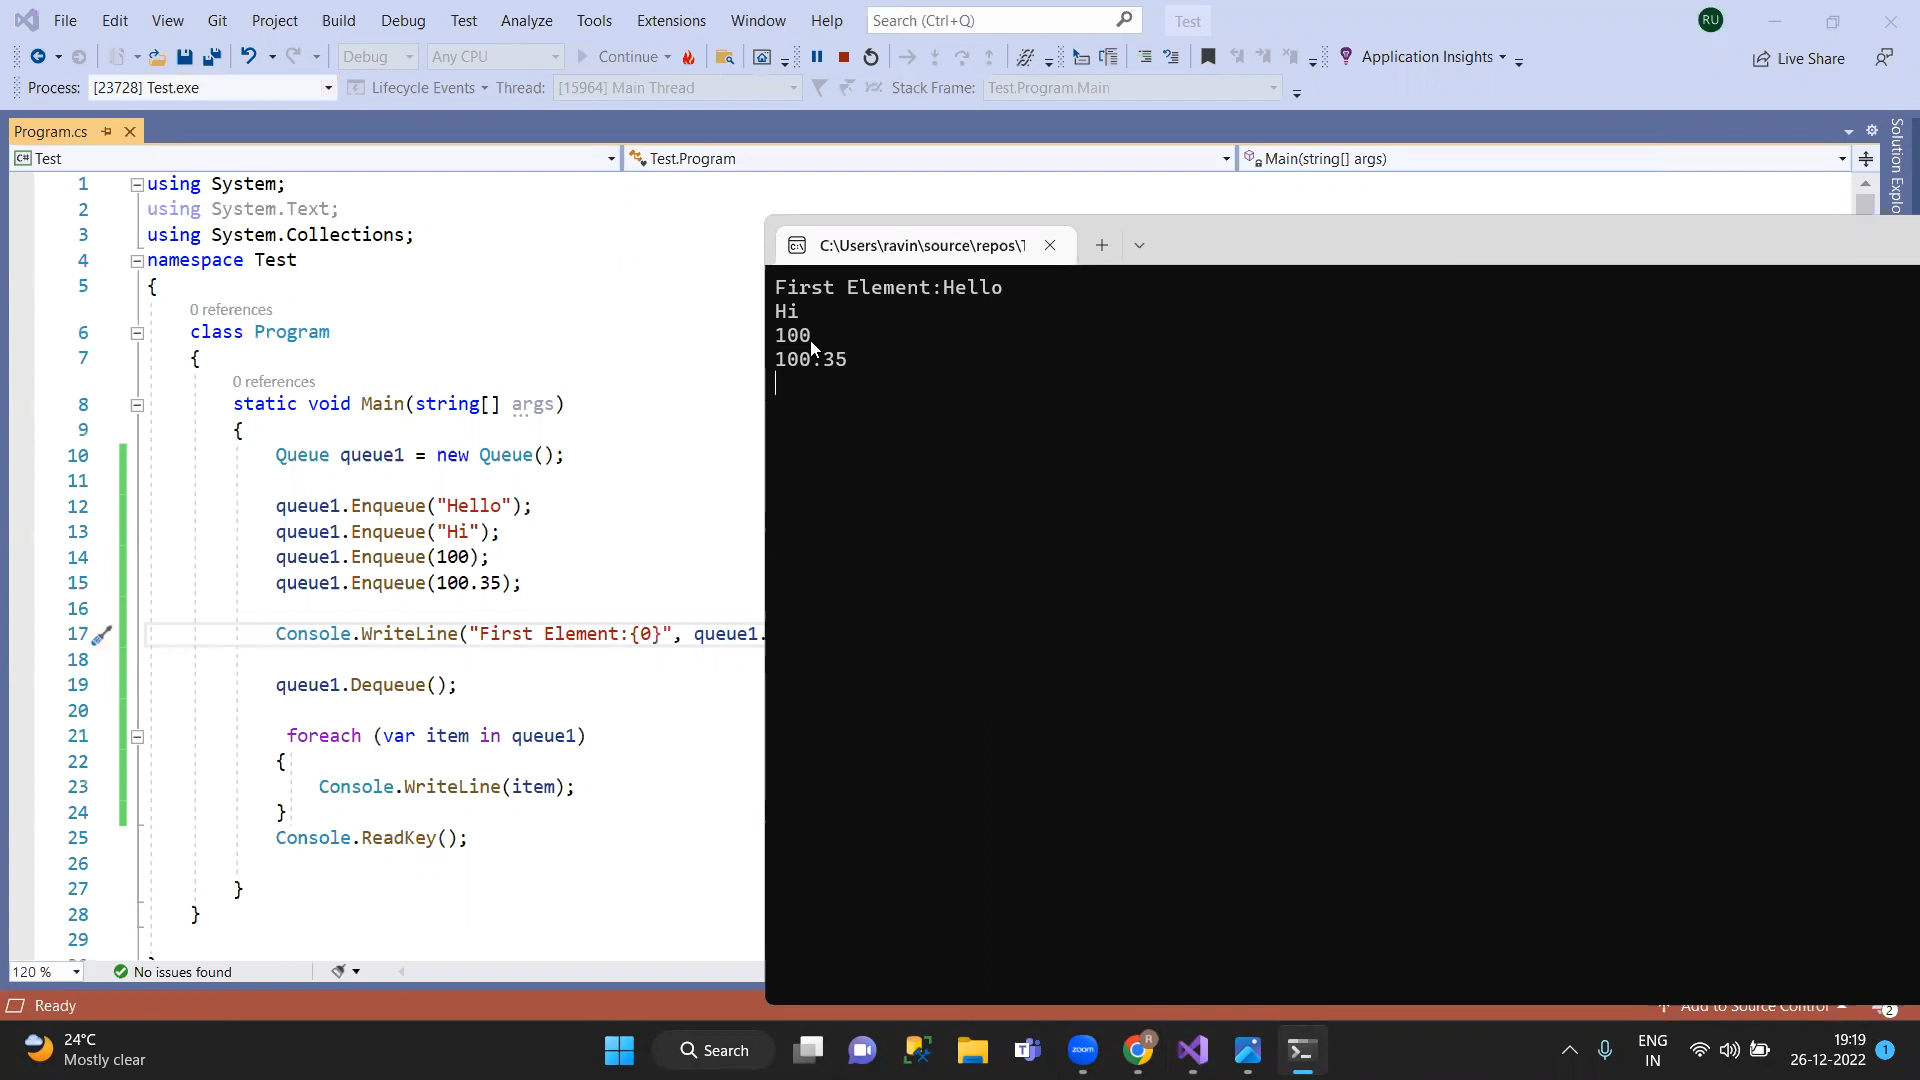 File Edit View Git Project Build Debug Test Analyze Tools Extensions Window Help Search (Ctrl+Q) Test RU
Debug Any CPU Continue Application Insights Live Share
Process: [23728] Test.exe Lifecycle Events Thread: [15964] Main Thread Stack Frame: Test.Program.Main
Program.cs
C# Test Test.Program Main(string[] args)
Solution Explo
1 using System;
2 using System.Text;
3 using System.Collections;
4 namespace Test
5 {
0 references
6 class Program
7 {
0 references
8 static void Main(string[] args)
9 {
10 Queue queue1 = new Queue();
11
12 queue1.Enqueue("Hello");
13 queue1.Enqueue("Hi");
14 queue1.Enqueue(100);
15 queue1.Enqueue(100.35);
16
17 Console.WriteLine("First Element:{0}", queue1.
18
19 queue1.Dequeue();
20
21 foreach (var item in queue1)
22 {
23 Console.WriteLine(item);
24 }
25 Console.ReadKey();
26
27 }
28 }
29
C:\Users\ravin\source\repos\T
First Element:Hello
Hi
100
100.35
120 % No issues found
Ready Add to Source Control 2
24°C
Mostly clear
Search
zoom
R
ENG
IN
19:19
26-12-2022
1